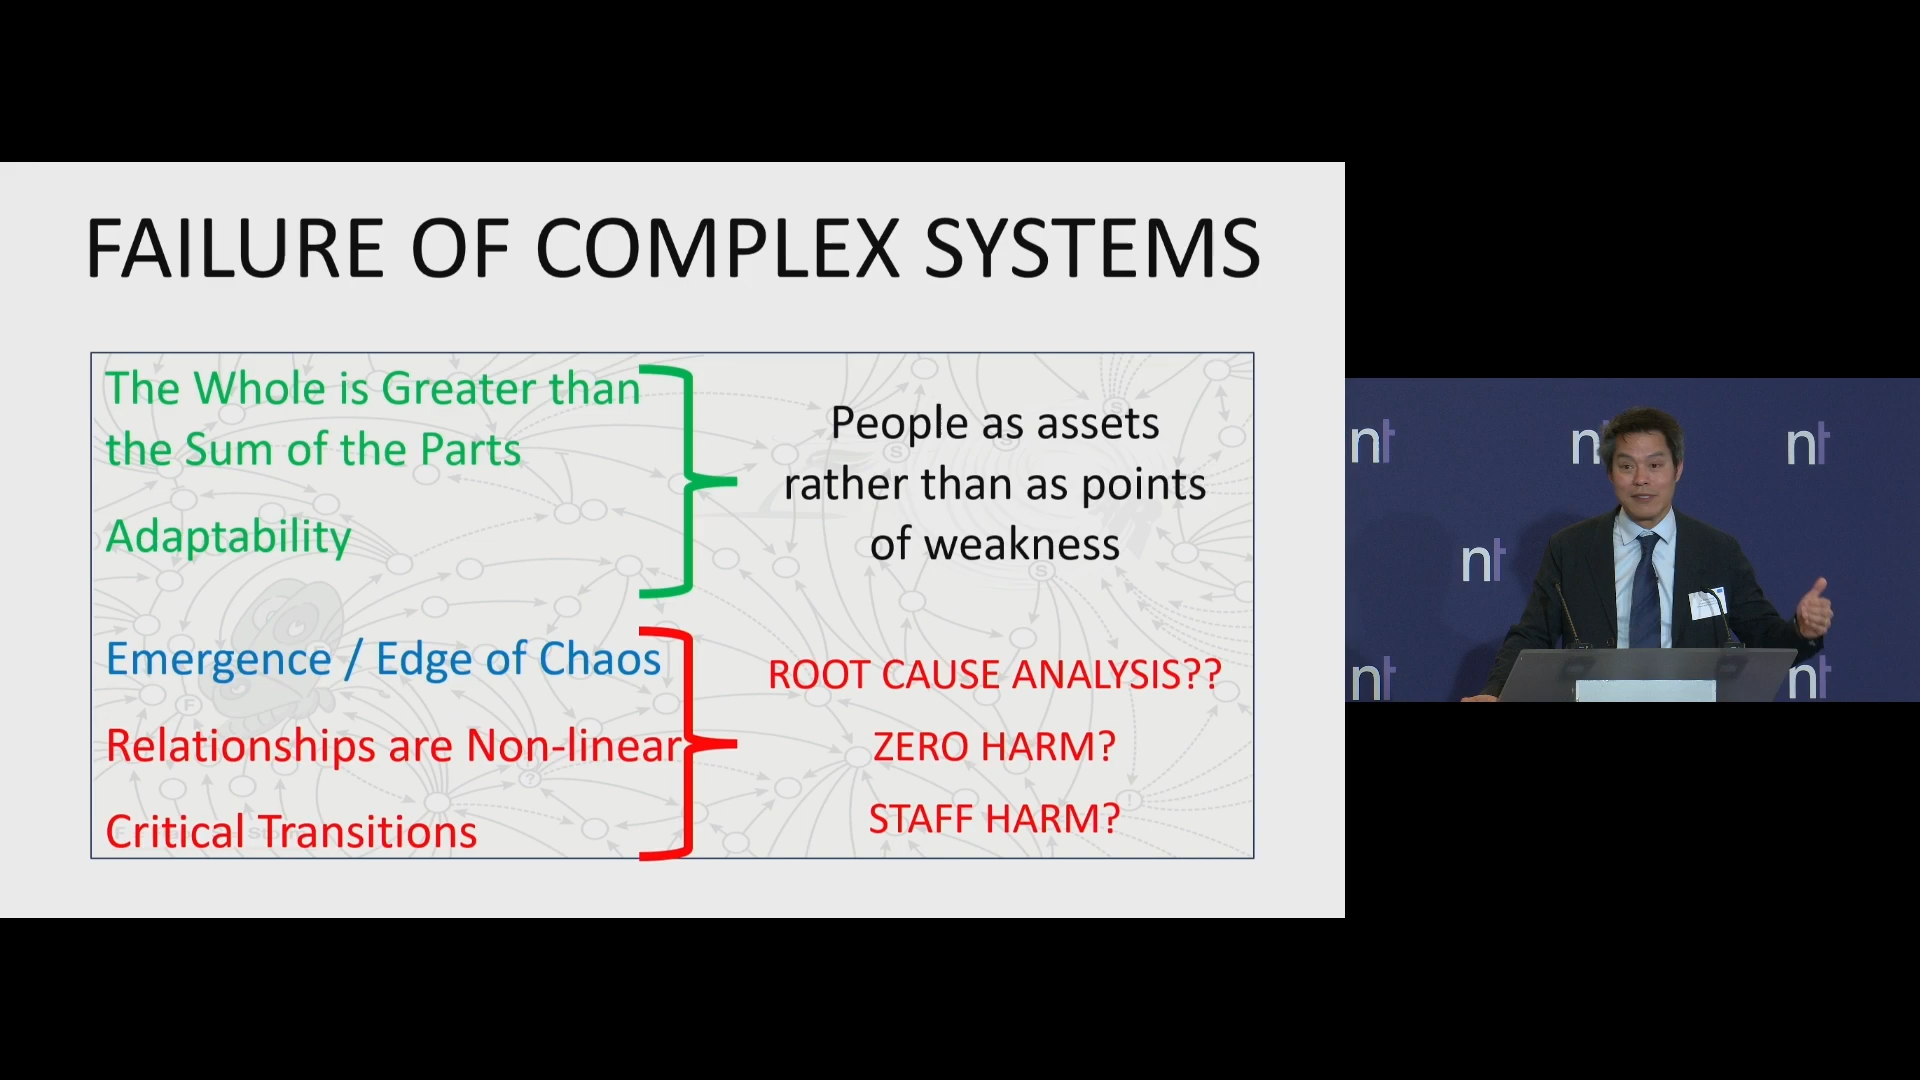 FAILURE OF COMPLEX SYSTEMS
The Whole is Greater than
the Sum of the Parts
Adaptability
People as assets
rather than as points
of weakness
Emergence / Edge of Chaos
Relationships are Non-linear
Critical Transitions
ROOT CAUSE ANALYSIS??
ZERO HARM?
STAFF HARM?
nt
nt
nt
nt
nt
nt